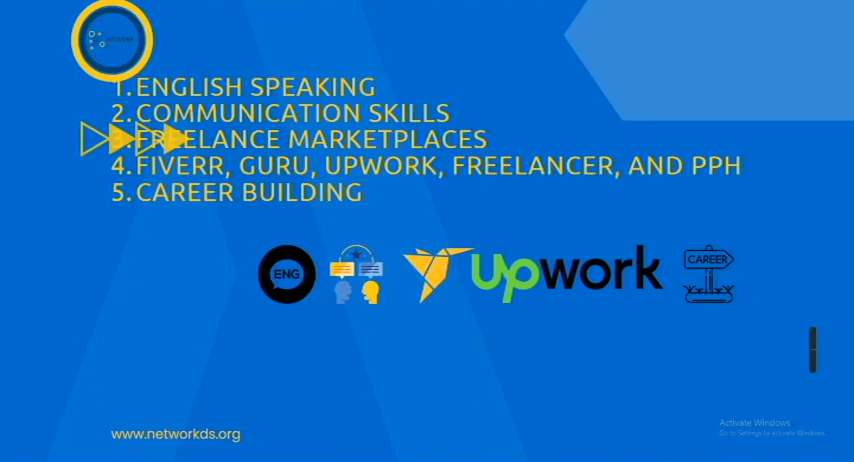 NETWORK
1. ENGLISH SPEAKING
2. COMMUNICATION SKILLS
3. FREELANCE MARKETPLACES
4. FIVERR, GURU, UPWORK, FREELANCER, AND PPH
5. CAREER BUILDING
ENG
upwork
CAREER
www.networkds.org
Activate Windows
Go to Settings to activate Windows.